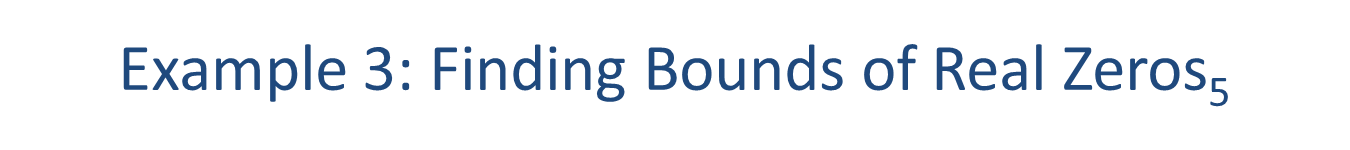 Example 3: Finding Bounds of Real Zeros₅